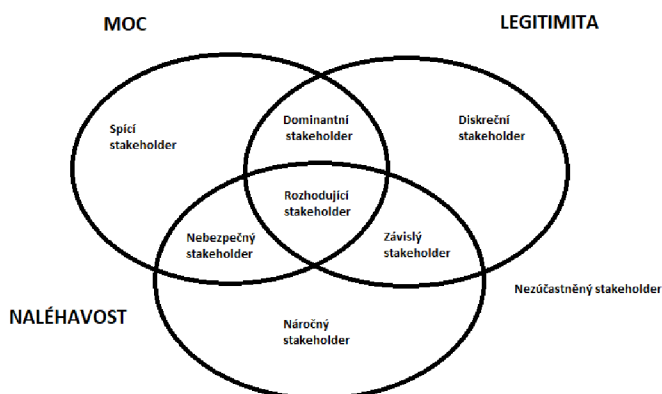 MOC
LEGITIMITA
Spící
stakeholder
Dominantní
stakeholder
Diskreční
stakeholder
Rozhodující
stakeholder
Nebezpečný
stakeholder
Závislý
stakeholder
Nezúčastněný stakeholder
NALÉHAVOST
Náročný
stakeholder